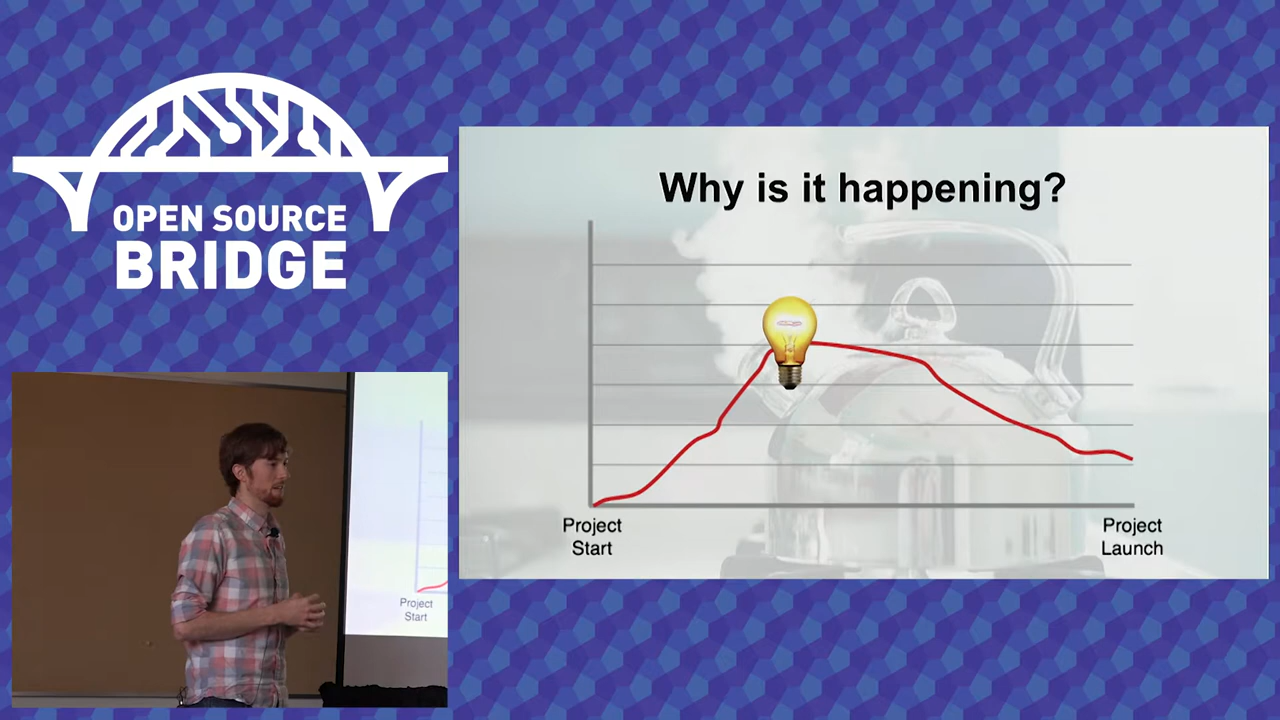 OPEN SOURCE
BRIDGE
Why is it happening?
Project
Start
Project
Launch
Project
Start